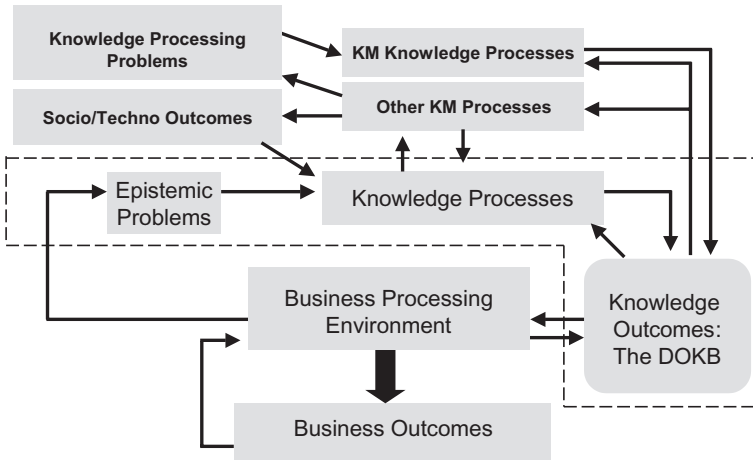 Knowledge Processing
Problems
KM Knowledge Processes
Other KM Processes
Socio/Techno Outcomes
Epistemic
Problems
Knowledge Processes
Business Processing
Environment
Knowledge
Outcomes:
The DOKB
Business Outcomes